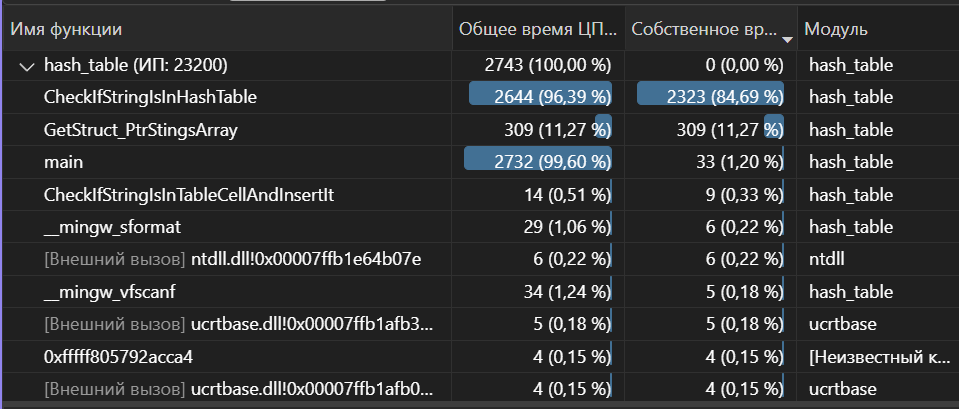 Имя функции Общее время ЦП... Собственное вр... Модуль
hash_table (ИП: 23200) 2743 (100,00 %) 0 (0,00 %) hash_table
CheckIfStringIsInHashTable 2644 (96,39 %) 2323 (84,69 %) hash_table
GetStruct_PtrStingsArray 309 (11,27 %) 309 (11,27 %) hash_table
main 2732 (99,60 %) 33 (1,20 %) hash_table
CheckIfStringIsInTableCellAndInsertIt 14 (0,51 %) 9 (0,33 %) hash_table
__mingw_sformat 29 (1,06 %) 6 (0,22 %) hash_table
[Внешний вызов] ntdll.dll!0x00007ffb1e64b07e 6 (0,22 %) 6 (0,22 %) ntdll
__mingw_vfscanf 34 (1,24 %) 5 (0,18 %) hash_table
[Внешний вызов] ucrtbase.dll!0x00007ffb1afb3... 5 (0,18 %) 5 (0,18 %) ucrtbase
0xfffff805792acca4 4 (0,15 %) 4 (0,15 %) [Неизвестный к...
[Внешний вызов] ucrtbase.dll!0x00007ffb1afb0... 4 (0,15 %) 4 (0,15 %) ucrtbase